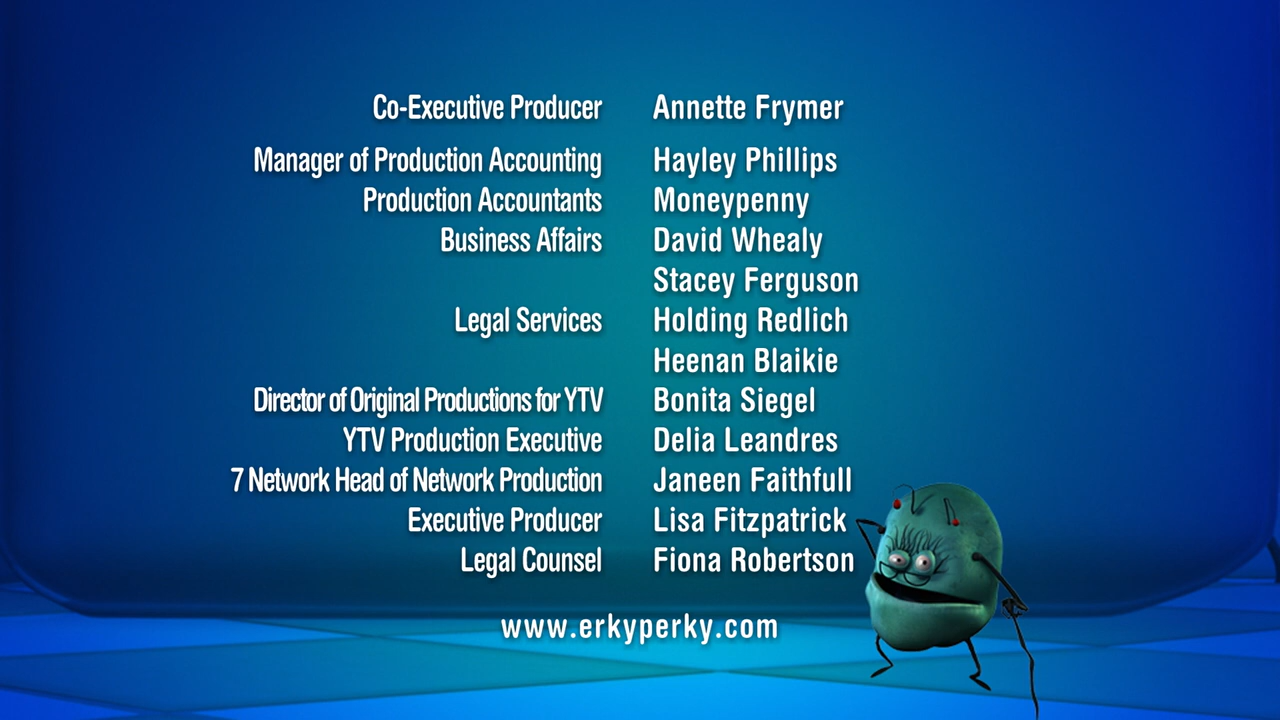 Co-Executive Producer Annette Frymer
Manager of Production Accounting Hayley Phillips
Production Accountants Moneypenny
Business Affairs David Whealy
Stacey Ferguson
Legal Services Holding Redlich
Heenan Blaikie
Director of Original Productions for YTV Bonita Siegel
YTV Production Executive Delia Leandres
7 Network Head of Network Production Janeen Faithfull
Executive Producer Lisa Fitzpatrick
Legal Counsel Fiona Robertson
www.erkyperky.com